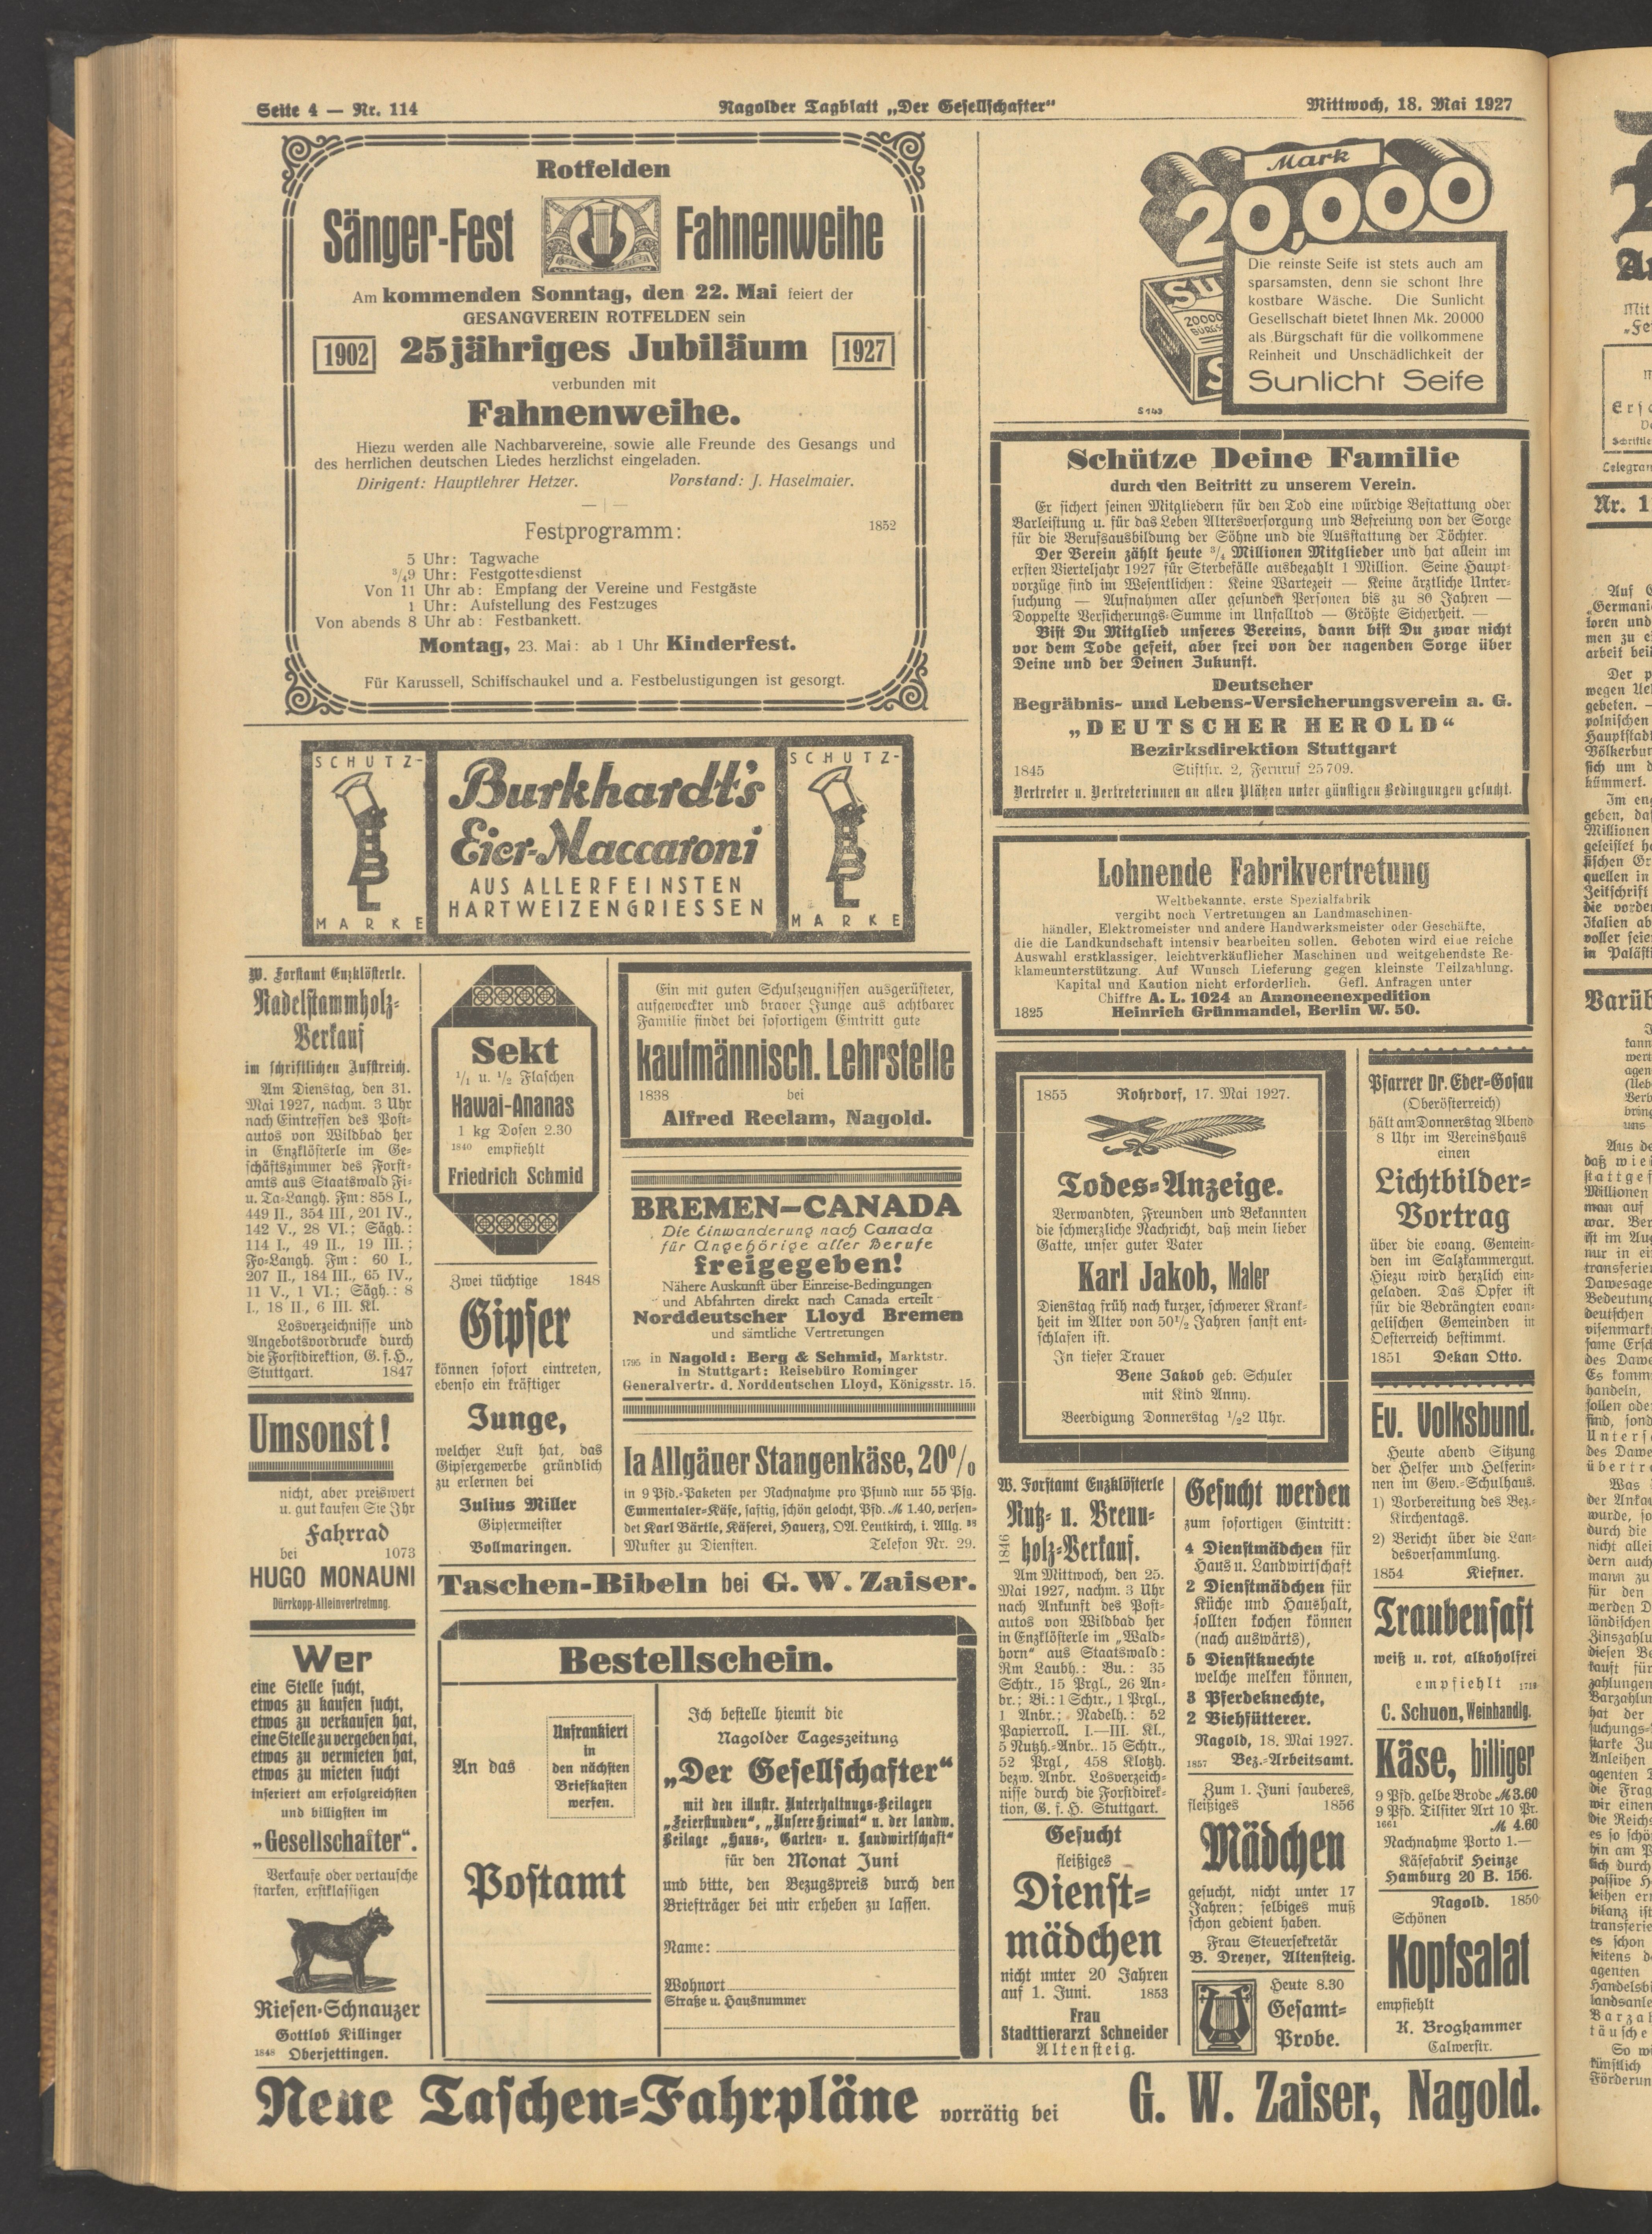 Seite 4 — Nr. 114
Nagolder Tagblatt „Der Gesellschafter“
Mittwoch, 18. Mai 1927
Rotfelden
Sänger-Fest Fahnenweihe
Am kommenden Sonntag, den 22. Mai feiert der
GESANGVEREIN ROTFELDEN sein
1902 25jähriges Jubiläum 1927
verbunden mit
Fahnenweihe.
Hiezu werden alle Nachbarvereine, sowie alle Freunde des Gesangs und
des herrlichen deutschen Liedes herzlichst eingeladen.
Dirigent: Hauptlehrer Hetzer. Vorstand: J. Haselmaier.
Festprogramm: 1852
5 Uhr: Tagwache
¾9 Uhr: Festgottesdienst
Von 11 Uhr ab: Empfang der Vereine und Festgäste
1 Uhr: Aufstellung des Festzuges
Von abends 8 Uhr ab: Festbankett.
Montag, 23. Mai: ab 1 Uhr Kinderfest.
Für Karussell, Schiffschaukel und a. Festbelustigungen ist gesorgt.
SCHUTZ-
MARKE
Burkhardt's
Eier-Maccaroni
AUS ALLERFEINSTEN
HARTWEIZENGRIESSEN
SCHUTZ-
MARKE
W. Forstamt Enzklösterle.
Nadelstammholz-
Verkauf
im schriftlichen Aufstreich.
Am Dienstag, den 31.
Mai 1927, nachm. 3 Uhr
nach Eintreffen des Post-
autos von Wildbad her
in Enzklösterle im Ge-
schäftszimmer des Forst-
amts aus Staatswald Fi-
u. Ta-Langh. Fm: 858 I.,
449 II., 354 III., 201 IV.,
142 V., 28 VI.; Sägh.:
114 I., 49 II., 19 III.;
Fo-Langh. Fm: 60 I.,
207 II., 184 III., 65 IV.,
11 V., 1 VI.; Sägh.: 8
I., 18 II., 6 III. Kl.
Losverzeichnisse und
Angebotsvordrucke durch
die Forstdirektion, G. f. H.,
Stuttgart. 1847
Umsonst!
nicht, aber preiswert
u. gut kaufen Sie Ihr
Fahrrad
bei 1073
HUGO MONAUNI
Dürrkopp-Alleinvertretung.
Wer
eine Stelle sucht,
etwas zu kaufen sucht,
etwas zu verkaufen hat,
eine Stelle zu vergeben hat,
etwas zu vermieten hat,
etwas zu mieten sucht
inseriert am erfolgreichsten
und billigsten im
„Gesellschafter“.
Verkaufe oder vertausche
starken, erstklassigen
Riesen-Schnauzer
Gottlob Killinger
1848 Oberjettingen.
Sekt
1/1 u. 1/2 Flaschen
Hawai-Ananas
1 kg Dosen 2.30
1840 empfiehlt
Friedrich Schmid
Zwei tüchtige 1848
Gipser
können sofort eintreten,
ebenso ein kräftiger
Junge,
welcher Lust hat, das
Gipsergewerbe gründlich
zu erlernen bei
Julius Miller
Gipsermeister
Vollmaringen.
Ein mit guten Schulzeugnissen ausgerüsteter,
aufgeweckter und braver Junge aus achtbarer
Familie findet bei sofortigem Eintritt gute
kaufmännisch. Lehrstelle
1838 bei
Alfred Reclam, Nagold.
BREMEN–CANADA
Die Einwanderung nach Canada
für Angehörige aller Berufe
freigegeben!
Nähere Auskunft über Einreise-Bedingungen
und Abfahrten direkt nach Canada erteilt
Norddeutscher Lloyd Bremen
und sämtliche Vertretungen
1795 in Nagold: Berg & Schmid, Marktstr.
in Stuttgart: Reisebüro Rominger
Generalvertr. d. Norddeutschen Lloyd, Königsstr. 15.
Ia Allgäuer Stangenkäse, 20%
in 9 Pfd.-Paketen per Nachnahme pro Pfund nur 55 Pfg.
Emmentaler-Käse, saftig, schön gelocht, Pfd. M 1.40, versen-
det Karl Bärtle, Käserei, Hauerz, OA. Leutkirch, i. Allg.
Muster zu Diensten. Telefon Nr. 29.
Taschen-Bibeln bei G. W. Zaiser.
Bestellschein.
An das
Unfrankiert
in
den nächsten
Briefkasten
werfen.
Postamt
Ich bestelle hiemit die
Nagolder Tageszeitung
„Der Gesellschafter“
mit den illustr. Unterhaltungs-Beilagen
„Feierstunden“, „Unsere Heimat“ u. der landw.
Beilage „Haus-, Garten- u. Landwirtschaft“
für den Monat Juni
und bitte, den Bezugspreis durch den
Briefträger bei mir erheben zu lassen.
Name:
Wohnort
Straße u. Hausnummer
Mark
20,000
Die reinste Seife ist stets auch am
sparsamsten, denn sie schont Ihre
kostbare Wäsche. Die Sunlicht
Gesellschaft bietet Ihnen Mk. 20000
als Bürgschaft für die vollkommene
Reinheit und Unschädlichkeit der
Sunlicht Seife
S 149
Schütze Deine Familie
durch den Beitritt zu unserem Verein.
Er sichert seinen Mitgliedern für den Tod eine würdige Bestattung oder
Barleistung u. für das Leben Altersversorgung und Befreiung von der Sorge
für die Berufsausbildung der Söhne und die Ausstattung der Töchter.
Der Verein zählt heute ¾ Millionen Mitglieder und hat allein im
ersten Vierteljahr 1927 für Sterbefälle ausbezahlt 1 Million. Seine Haupt-
vorzüge sind im Wesentlichen: Keine Wartezeit — Keine ärztliche Unter-
suchung — Aufnahmen aller gesunden Personen bis zu 80 Jahren —
Doppelte Versicherungs-Summe im Unfalltod — Größte Sicherheit. —
Bist Du Mitglied unseres Vereins, dann bist Du zwar nicht
vor dem Tode gefeit, aber frei von der nagenden Sorge über
Deine und der Deinen Zukunft.
Deutscher
Begräbnis- und Lebens-Versicherungsverein a. G.
„DEUTSCHER HEROLD“
Bezirksdirektion Stuttgart
1845 Stiftstr. 2, Fernruf 25709.
Vertreter u. Vertreterinnen an allen Plätzen unter günstigen Bedingungen gesucht.
Lohnende Fabrikvertretung
Weltbekannte, erste Spezialfabrik
vergibt noch Vertretungen an Landmaschinen-
händler, Elektromeister und andere Handwerksmeister oder Geschäfte,
die die Landkundschaft intensiv bearbeiten sollen. Geboten wird eine reiche
Auswahl erstklassiger, leichtverkäuflicher Maschinen und weitgehendste Re-
klameunterstützung. Auf Wunsch Lieferung gegen kleinste Teilzahlung.
Kapital und Kaution nicht erforderlich. Gefl. Anfragen unter
Chiffre A. L. 1024 an Annoncenexpedition
1825 Heinrich Grünmandel, Berlin W. 50.
1855 Rohrdorf, 17. Mai 1927.
Todes-Anzeige.
Verwandten, Freunden und Bekannten
die schmerzliche Nachricht, daß mein lieber
Gatte, unser guter Vater
Karl Jakob, Maler
Dienstag früh nach kurzer, schwerer Krank-
heit im Alter von 50½ Jahren sanft ent-
schlafen ist.
In tiefer Trauer
Bene Jakob geb. Schuler
mit Kind Anny.
Beerdigung Donnerstag ½2 Uhr.
Pfarrer Dr. Eder-Gosau
(Oberösterreich)
hält am Donnerstag Abend
8 Uhr im Vereinshaus
einen
Lichtbilder-
Vortrag
über die evang. Gemein-
den im Salzkammergut.
Hiezu wird herzlich ein-
geladen. Das Opfer ist
für die Bedrängten evan-
gelischen Gemeinden in
Oesterreich bestimmt.
1851 Dekan Otto.
Ev. Volksbund.
Heute abend Sitzung
der Helfer und Helferin-
nen im Gew.-Schulhaus.
1) Vorbereitung des Bez.-
Kirchentags.
2) Bericht über die Lan-
desversammlung.
1854 Kiefner.
Traubensaft
weiß u. rot, alkoholfrei
empfiehlt
C. Schuon, Weinhandlg.
Käse, billiger
9 Pfd. gelbe Brode M 3.60
9 Pfd. Tilsiter Art 10 Pr.
1661 M 4.60
Nachnahme Porto 1.—
Käsefabrik Heinze
Hamburg 20 B. 156.
Nagold. 1850
Schönen
Kopfsalat
empfiehlt
K. Broghammer
Calwerstr.
W. Forstamt Enzklösterle
Nutz- u. Brenn-
holz-Verkauf.
1846
Am Mittwoch, den 25.
Mai 1927, nachm. 3 Uhr
nach Ankunft des Post-
autos von Wildbad her
in Enzklösterle im „Wald-
horn“ aus Staatswald:
Rm Laubh.: Bu.: 35
Schtr., 15 Prgl., 26 An-
br.; Bi.: 1 Schtr., 1 Prgl.,
1 Anbr.; Nadelh.: 52
Papierroll. I.—III. Kl.,
5 Nutzh.-Anbr. 15 Schtr.,
52 Prgl, 458 Klotzh.
bezw. Anbr. Losverzeich-
nisse durch die Forstdirek-
tion, G. f. H. Stuttgart.
Gesucht
fleißiges
Dienst-
mädchen
nicht unter 20 Jahren
auf 1. Juni. 1853
Frau
Stadttierarzt Schneider
Altensteig.
Gesucht werden
zum sofortigen Eintritt:
4 Dienstmädchen für
Haus u. Landwirtschaft
2 Dienstmädchen für
Küche und Haushalt,
sollten kochen können
(nach auswärts),
5 Dienstknechte
welche melken können,
3 Pferdeknechte,
2 Viehfütterer.
Nagold, 18. Mai 1927.
1857 Bez.-Arbeitsamt.
Zum 1. Juni sauberes,
fleißiges 1856
Mädchen
gesucht, nicht unter 17
Jahren; selbiges muß
schon gedient haben.
Frau Steuersekretär
B. Dreyer, Altensteig.
Heute 8.30
Gesamt-
Probe.
Neue Taschen-Fahrpläne vorrätig bei G. W. Zaiser, Nagold.